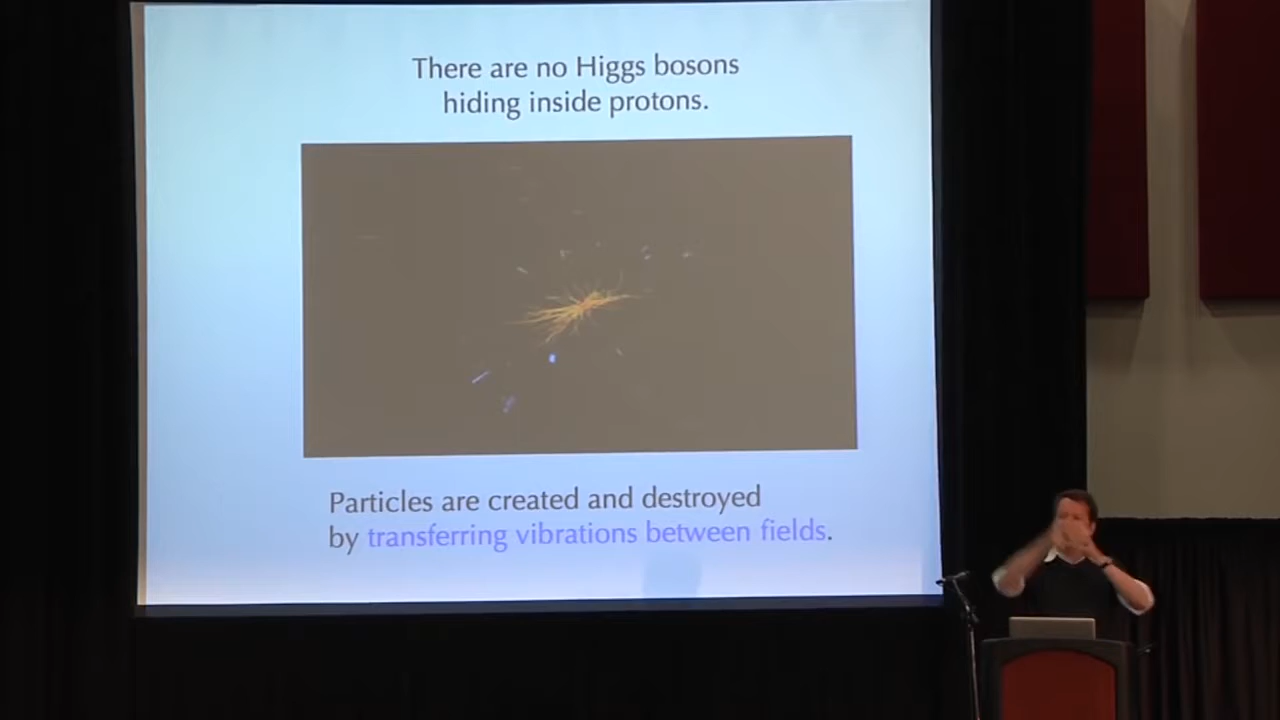 There are no Higgs bosons
hiding inside protons.
Particles are created and destroyed
by transferring vibrations between fields.